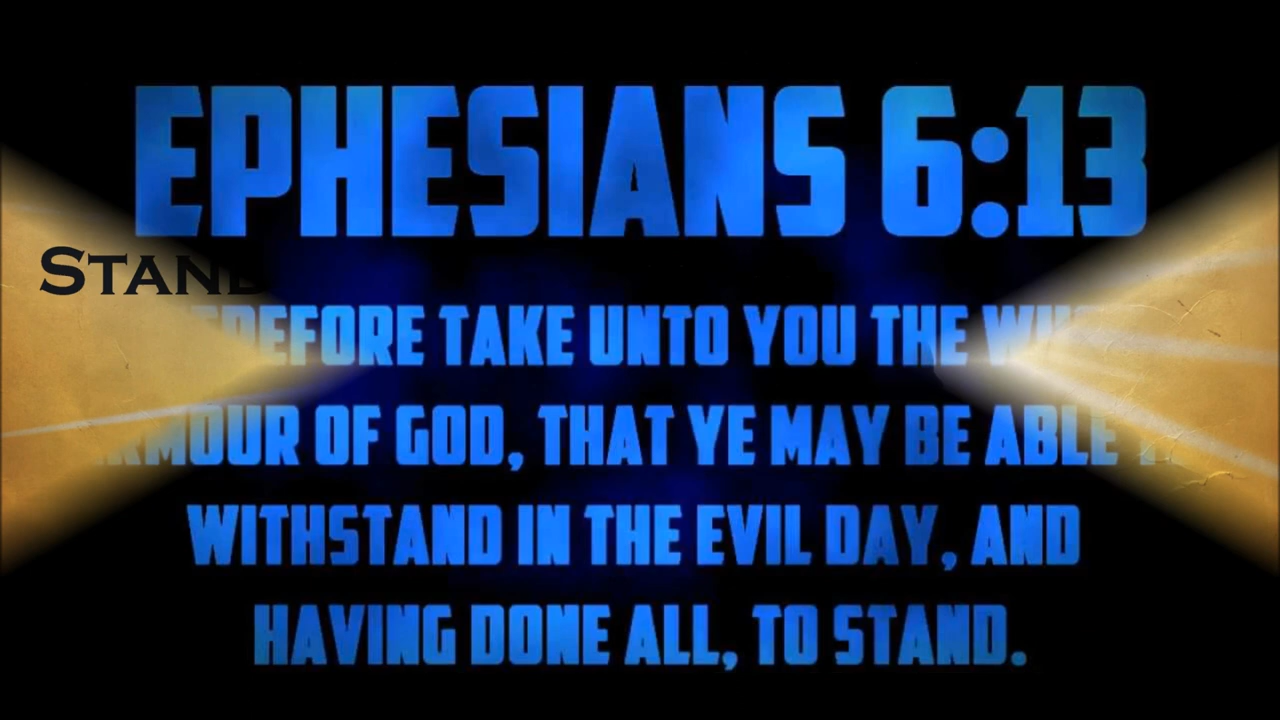 EPHESIANS 6:13
STAND
TAKE UNTO YOU THE
OF GOD, THAT YE MAY BE ABLE
WITHSTAND IN THE EVIL DAY, AND
HAVING DONE ALL, TO STAND.